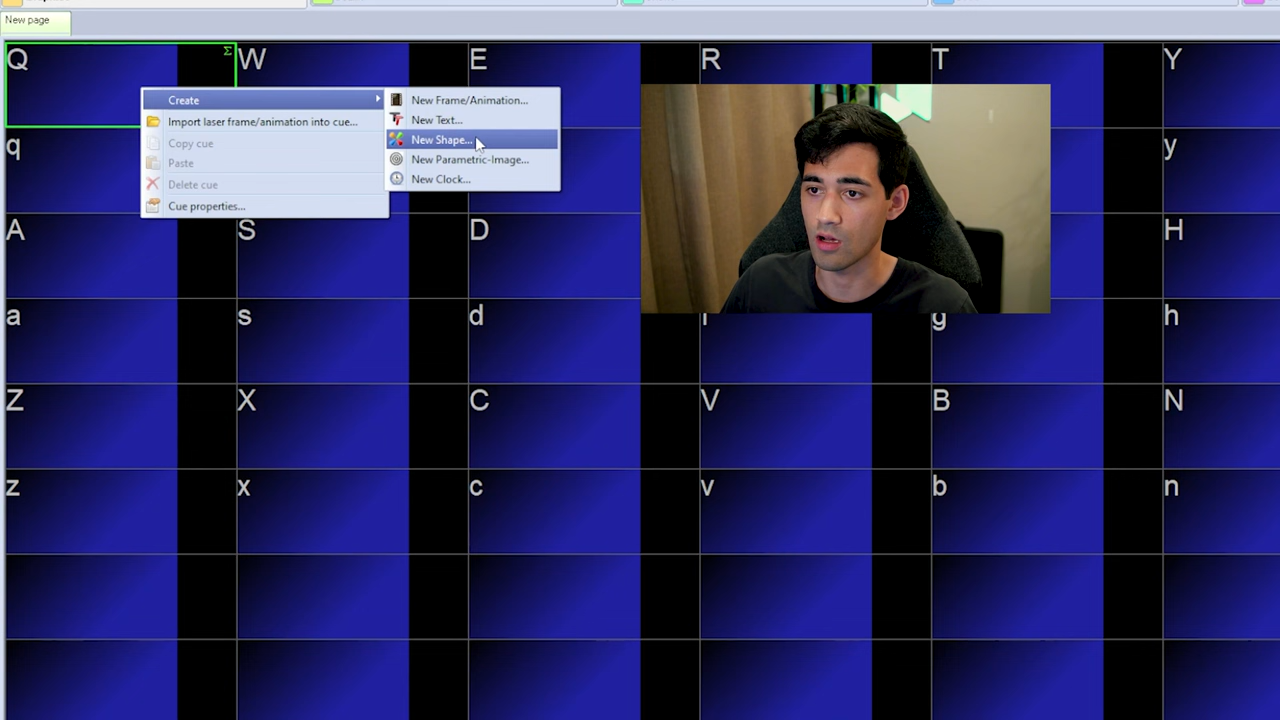 New page
Q W E R T Y
Create
New Frame/Animation...
Import laser frame/animation into cue...
New Text...
Copy cue
New Shape...
Paste
New Parametric-Image...
Delete cue
New Clock...
Cue properties...
q y
A S D H
a s d g h
Z X C V B N
z x c v b n